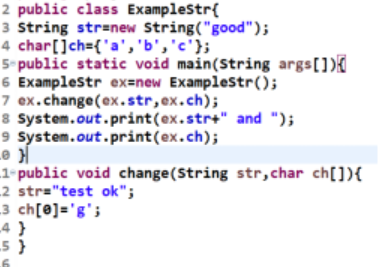 2 public class ExampleStr{
3 String str=new String("good");
4 char[]ch={'a','b','c'};
5 public static void main(String args[]){
6 ExampleStr ex=new ExampleStr();
7 ex.change(ex.str,ex.ch);
8 System.out.print(ex.str+" and ");
9 System.out.print(ex.ch);
0 }
1 public void change(String str,char ch[]){
2 str="test ok";
3 ch[0]='g';
4 }
5 }
6